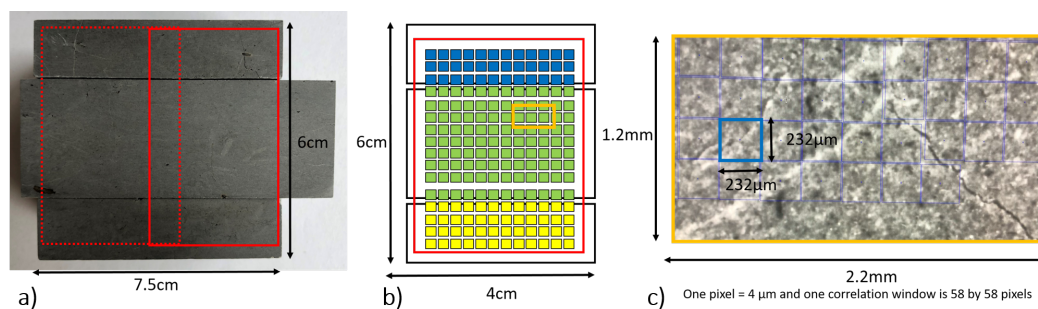 6cm
7.5cm
a)
6cm
4cm
b)
1.2mm
232µm
232µm
2.2mm
c)
One pixel = 4 µm and one correlation window is 58 by 58 pixels